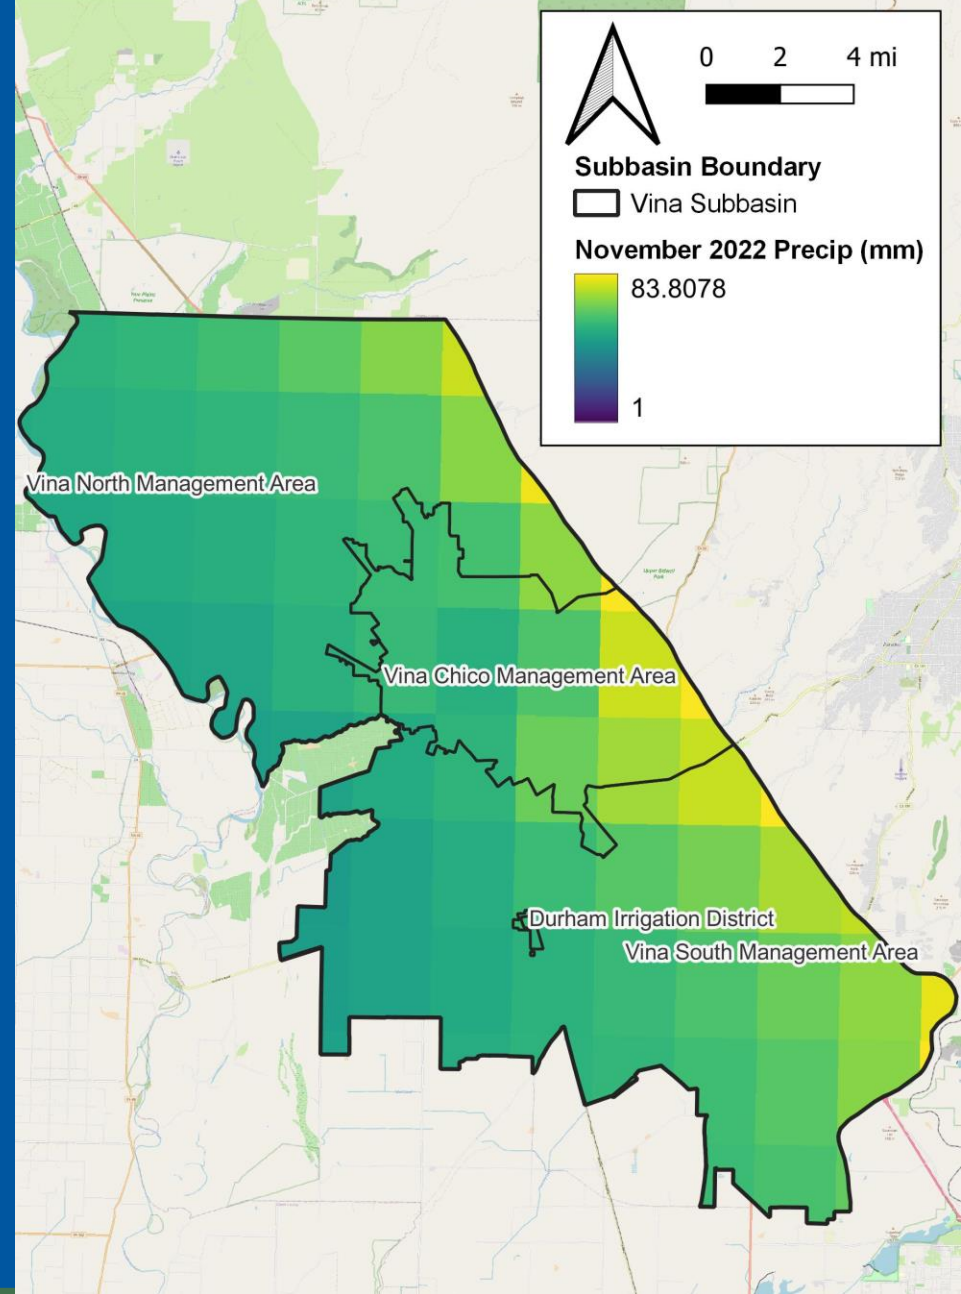 0 2 4 mi
Subbasin Boundary
Vina Subbasin
November 2022 Precip (mm)
83.8078
1
Vina North Management Area
Vina Chico Management Area
Durham Irrigation District
Vina South Management Area